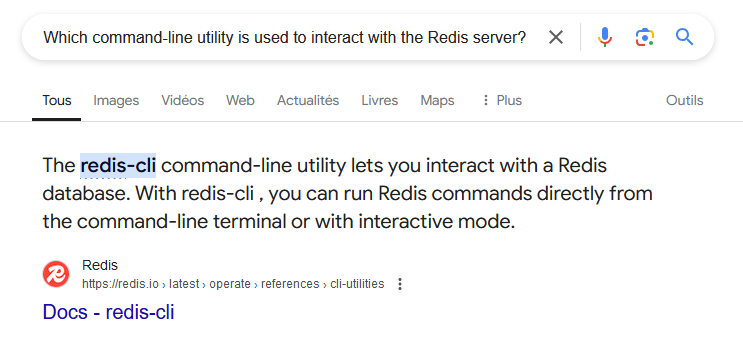 Which command-line utility is used to interact with the Redis server?
Tous Images Vidéos Web Actualités Livres Maps Plus Outils
The redis-cli command-line utility lets you interact with a Redis
database. With redis-cli , you can run Redis commands directly from
the command-line terminal or with interactive mode.
Redis
https://redis.io › latest › operate › references › cli-utilities
Docs - redis-cli